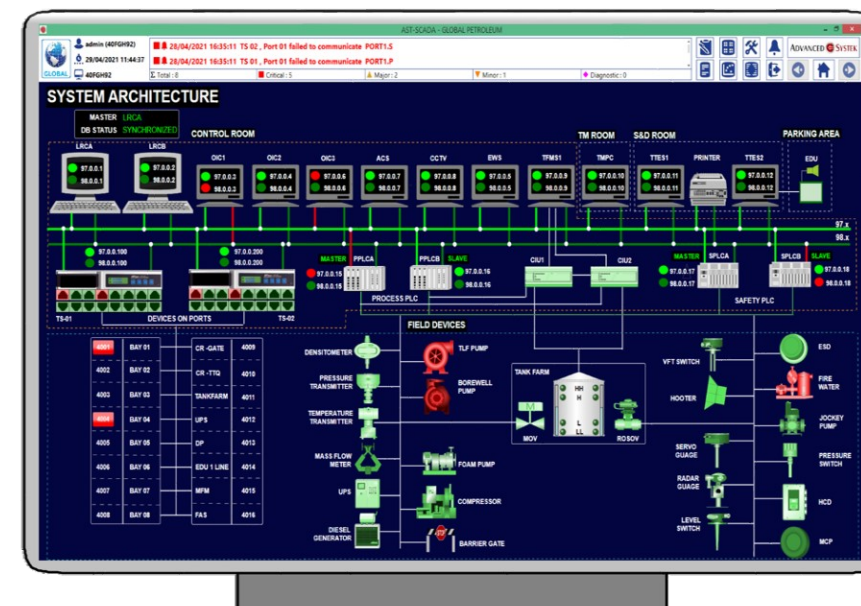 AST-SCADA - GLOBAL PETROLEUM
admin (40FGH92)
29/04/2021 11:44:37
GLOBAL
40FGH92
28/04/2021 16:35:11 TS 02 , Port 01 failed to communicate PORT1.S
28/04/2021 16:35:11 TS 01 , Port 01 failed to communicate PORT1.P
Σ Total : 8
Critical : 5
Major : 2
Minor : 1
Diagnostic : 0
ADVANCED SYSTEK
SYSTEM ARCHITECTURE
MASTER LRCA
DB STATUS SYNCHRONIZED
CONTROL ROOM
TM ROOM
S&D ROOM
PARKING AREA
LRCA
97.0.0.1
98.0.0.1
LRCB
97.0.0.2
98.0.0.2
OIC1
97.0.0.3
98.0.0.3
OIC2
97.0.0.4
98.0.0.4
OIC3
97.0.0.6
98.0.0.6
ACS
97.0.0.7
98.0.0.7
CCTV
97.0.0.8
98.0.0.8
EWS
97.0.0.5
98.0.0.5
TFMS1
97.0.0.9
98.0.0.9
TMPC
97.0.0.10
98.0.0.10
TTES1
97.0.0.11
98.0.0.11
PRINTER
TTES2
97.0.0.12
98.0.0.12
EDU
97.x
98.x
97.0.0.100
98.0.0.100
97.0.0.200
98.0.0.200
TS-01
DEVICES ON PORTS
TS-02
MASTER PPLCA
97.0.0.15
98.0.0.15
PPLCB SLAVE
97.0.0.16
98.0.0.16
PROCESS PLC
CIU1
CIU2
MASTER SPLCA
97.0.0.17
98.0.0.17
SPLCB SLAVE
97.0.0.18
98.0.0.18
SAFETY PLC
FIELD DEVICES
4001 BAY 01 CR -GATE 4009
4002 BAY 02 CR -TTQ 4010
4003 BAY 03 TANKFARM 4011
4004 BAY 04 UPS 4012
4005 BAY 05 DP 4013
4006 BAY 06 EDU 1 LINE 4014
4007 BAY 07 MFM 4015
4008 BAY 08 FAS 4016
DENSITOMETER
PRESSURE
TRANSMITTER
TEMPERATURE
TRANSMITTER
MASS FLOW
METER
UPS
DIESEL
GENERATOR
TLF PUMP
BOREWELL
PUMP
FOAM PUMP
COMPRESSOR
BARRIER GATE
TANK FARM
HH
H
L
LL
M
MOV
ROSOV
VFT SWITCH
HOOTER
SERVO
GUAGE
RADAR
GUAGE
LEVEL
SWITCH
ESD
FIRE
WATER
JOCKEY
PUMP
PRESSURE
SWITCH
HCD
MCP